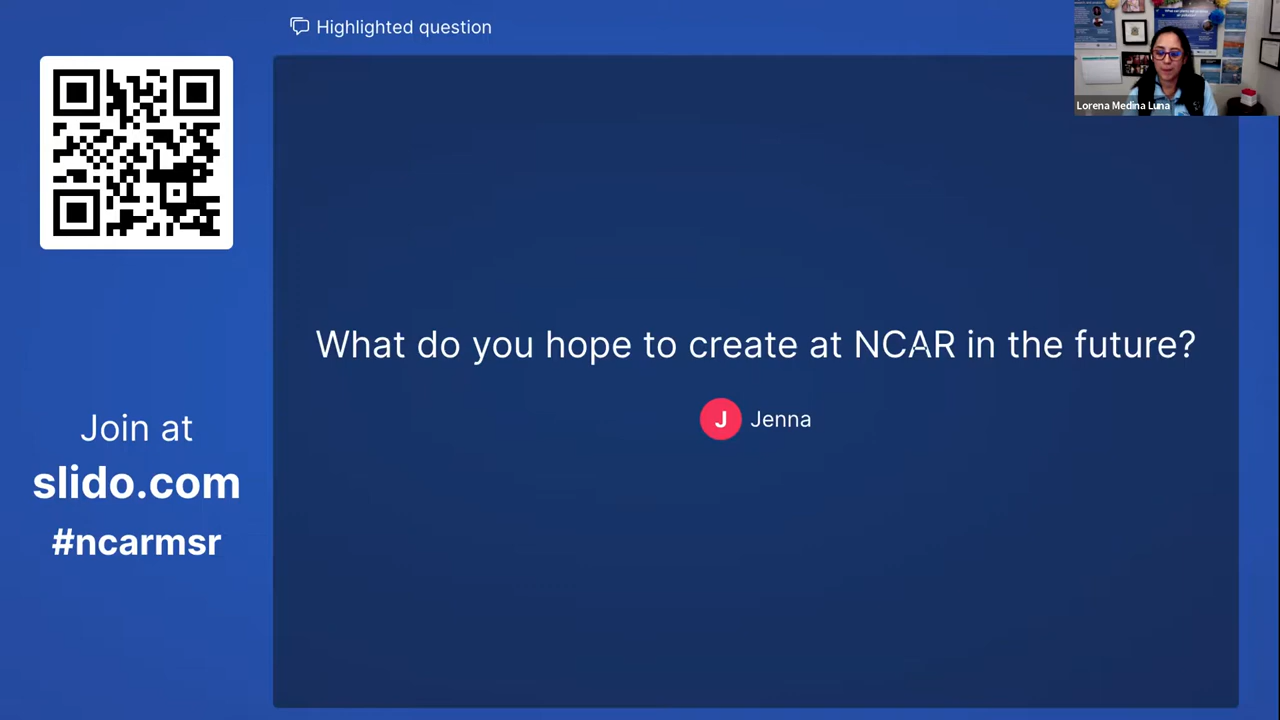 Highlighted question
Lorena Medina Luna
What do you hope to create at NCAR in the future?
J Jenna
Join at
slido.com
#ncarmsr